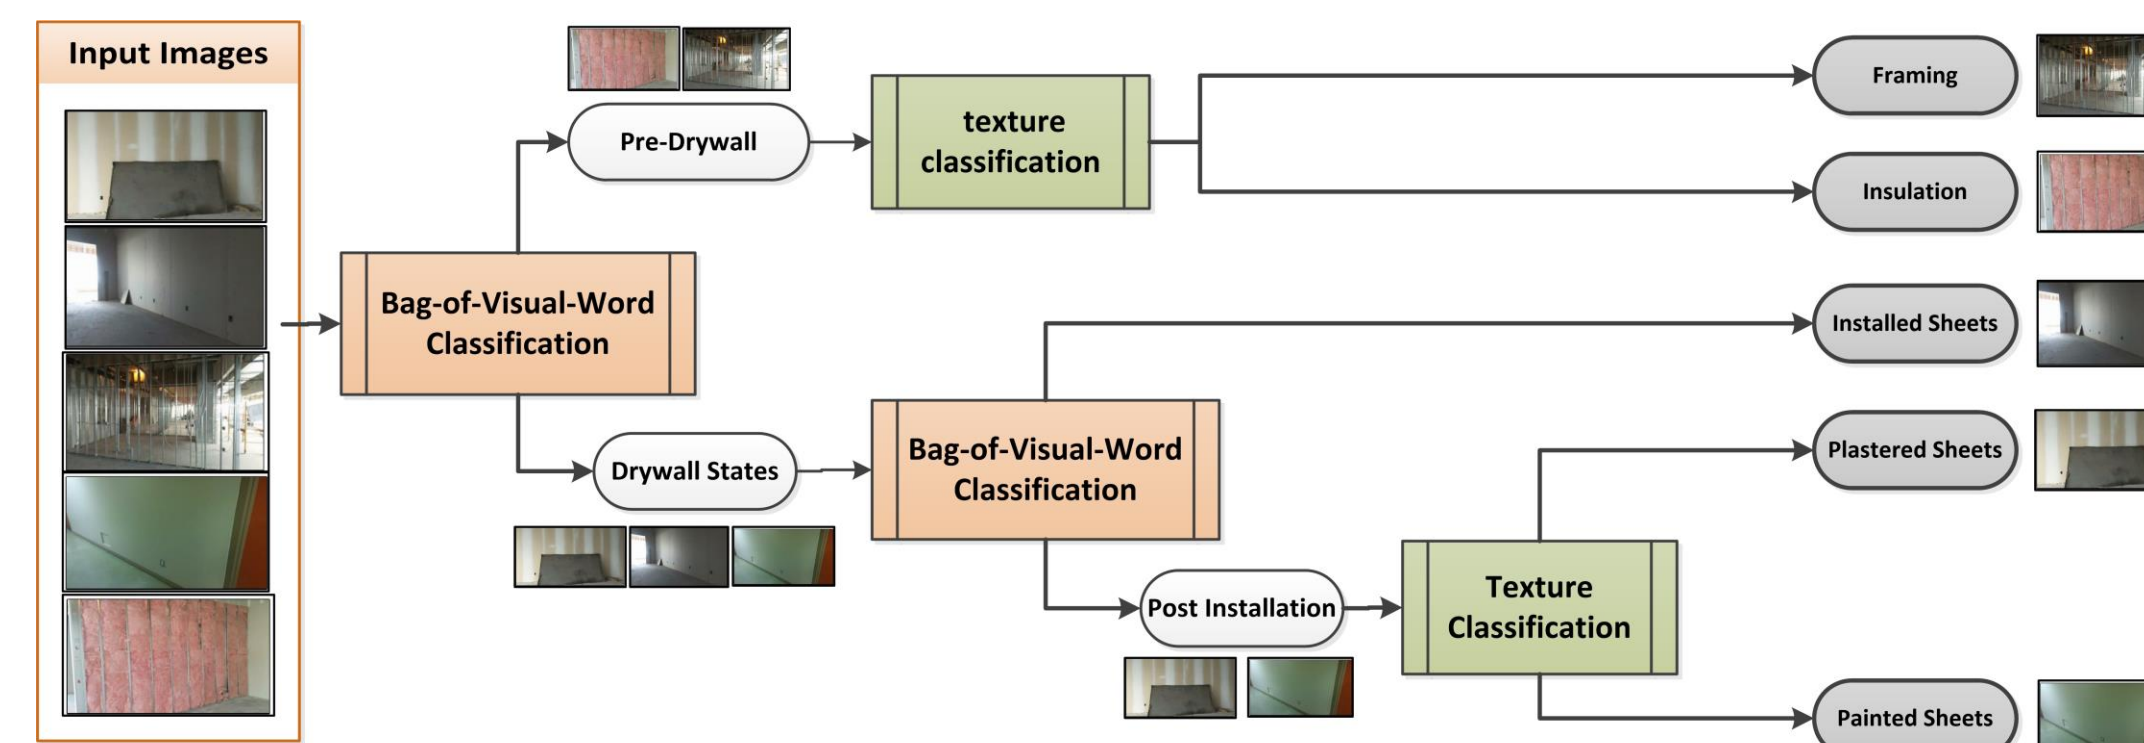 Input Images
Pre-Drywall
texture
classification
Framing
Insulation
Bag-of-Visual-Word
Classification
Installed Sheets
Drywall States
Bag-of-Visual-Word
Classification
Plastered Sheets
Post Installation
Texture
Classification
Painted Sheets